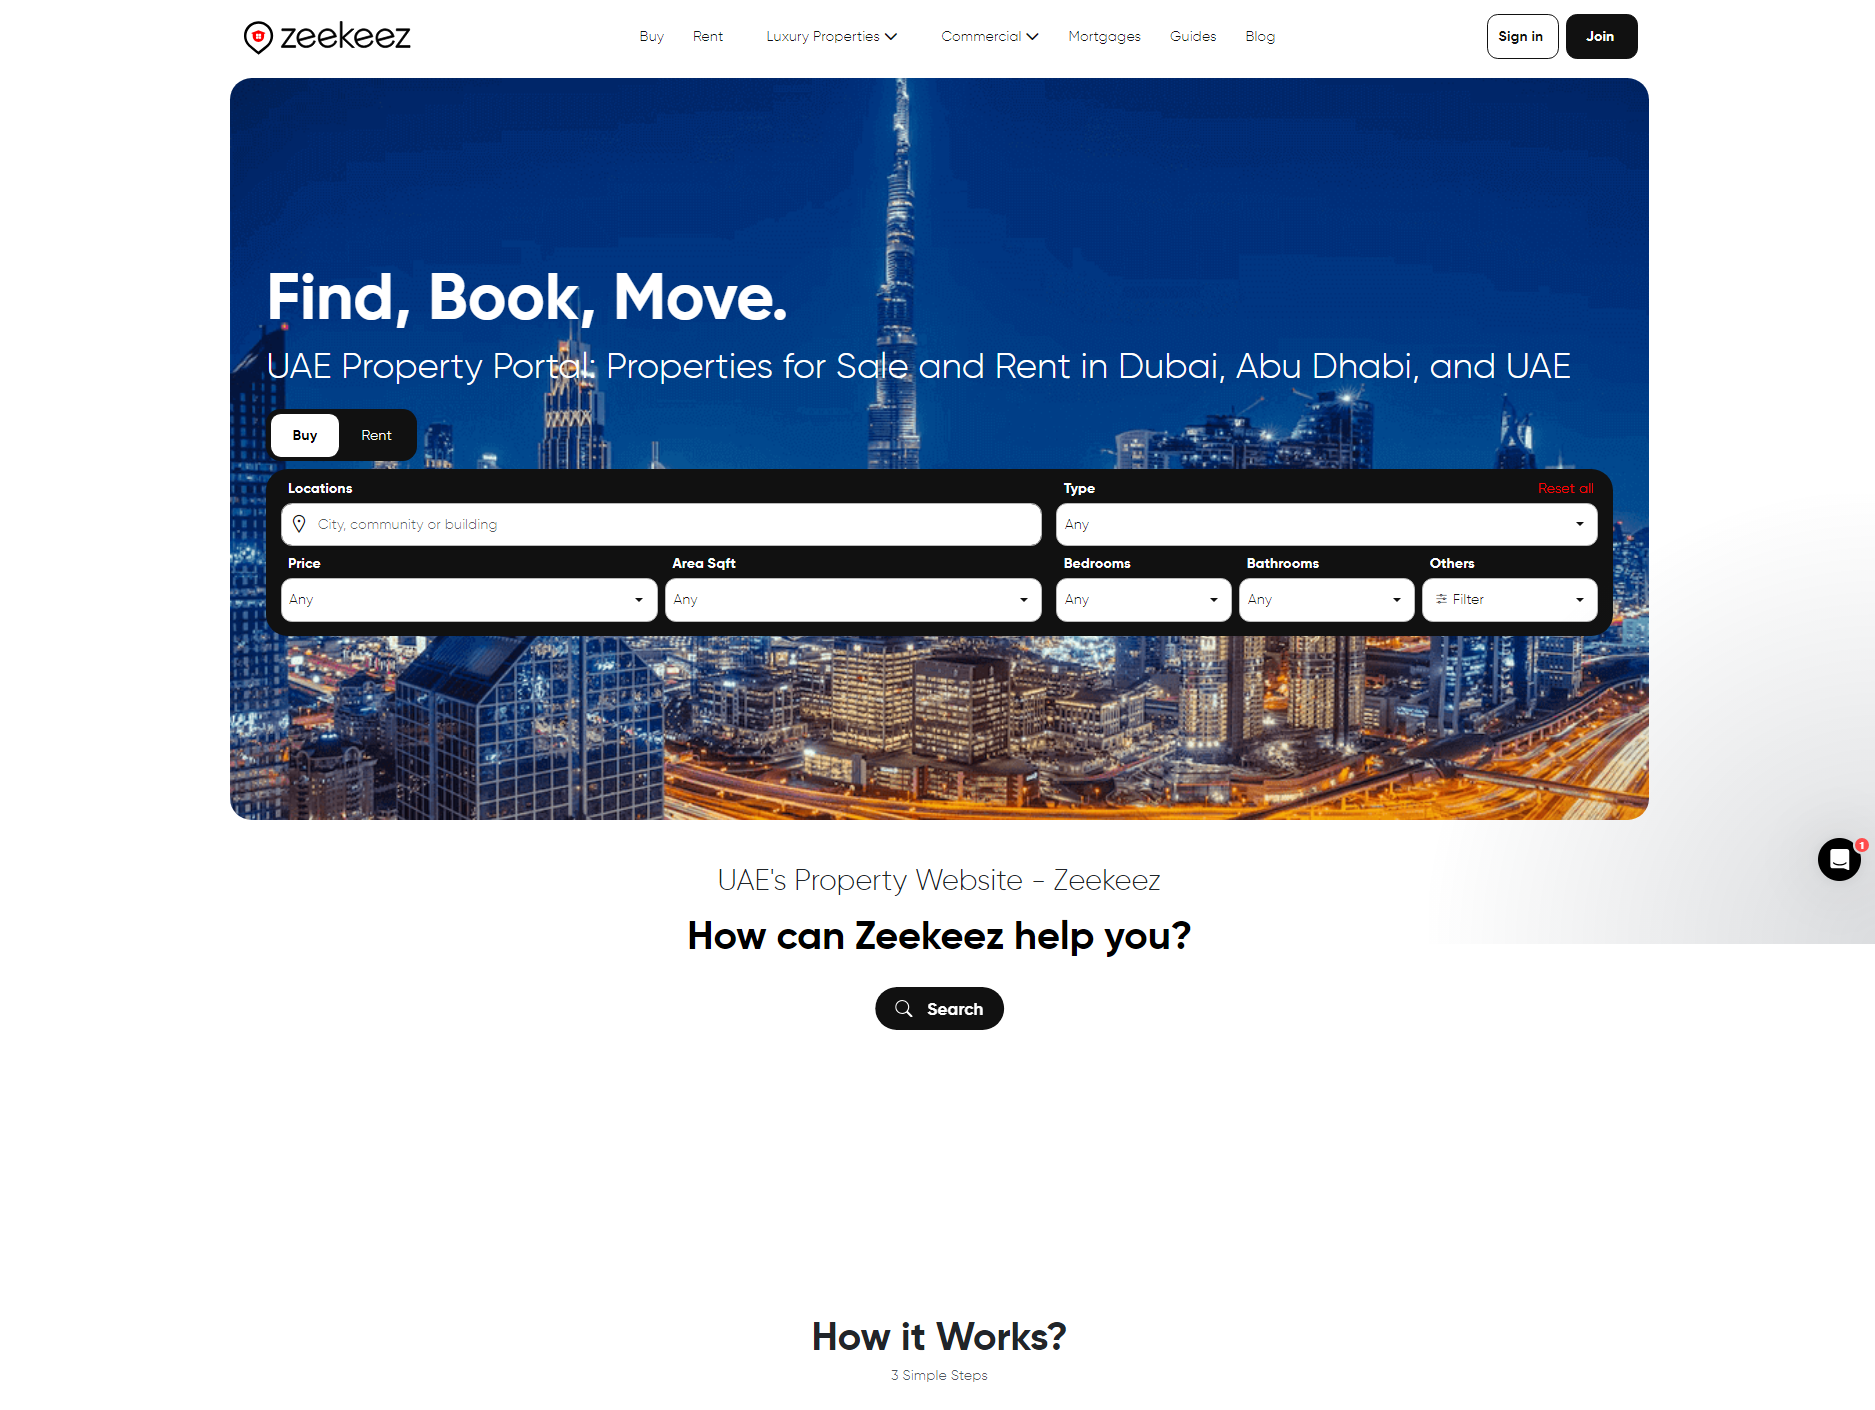 zeekeez
Buy Rent Luxury Properties Commercial Mortgages Guides Blog
Sign in Join
Find, Book, Move.
UAE Property Portal: Properties for Sale and Rent in Dubai, Abu Dhabi, and UAE
Buy Rent
Locations Type Reset all
City, community or building Any
Price Area Sqft Bedrooms Bathrooms Others
Any Any Any Any Filter
1
UAE's Property Website - Zeekeez
How can Zeekeez help you?
Search
How it Works?
3 Simple Steps